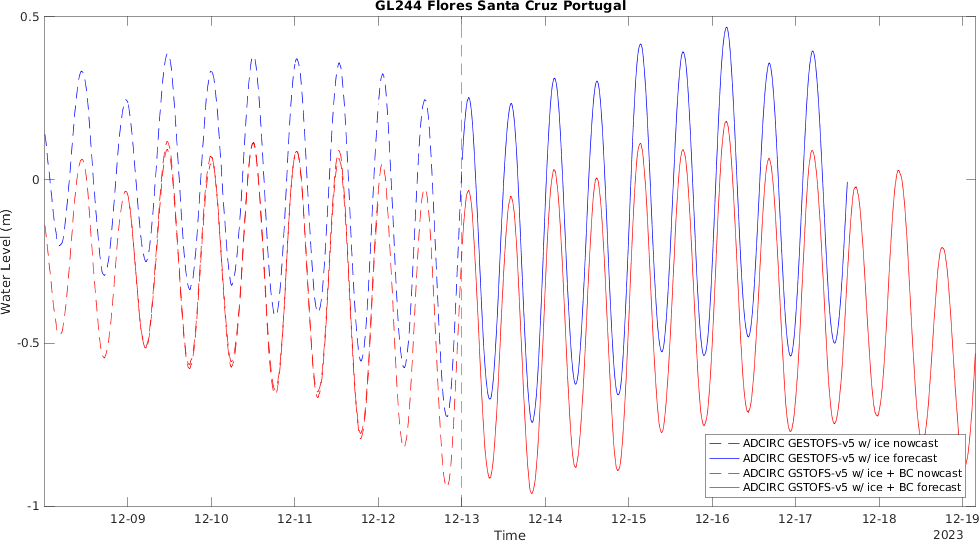 GL244 Flores Santa Cruz Portugal
0.5
0
-0.5
-1
Water Level (m)
ADCIRC GESTOFS-v5 w/ ice nowcast
ADCIRC GESTOFS-v5 w/ ice forecast
ADCIRC GSTOFS-v5 w/ ice + BC nowcast
ADCIRC GSTOFS-v5 w/ ice + BC forecast
12-09 12-10 12-11 12-12 12-13 12-14 12-15 12-16 12-17 12-18 12-19
Time
2023